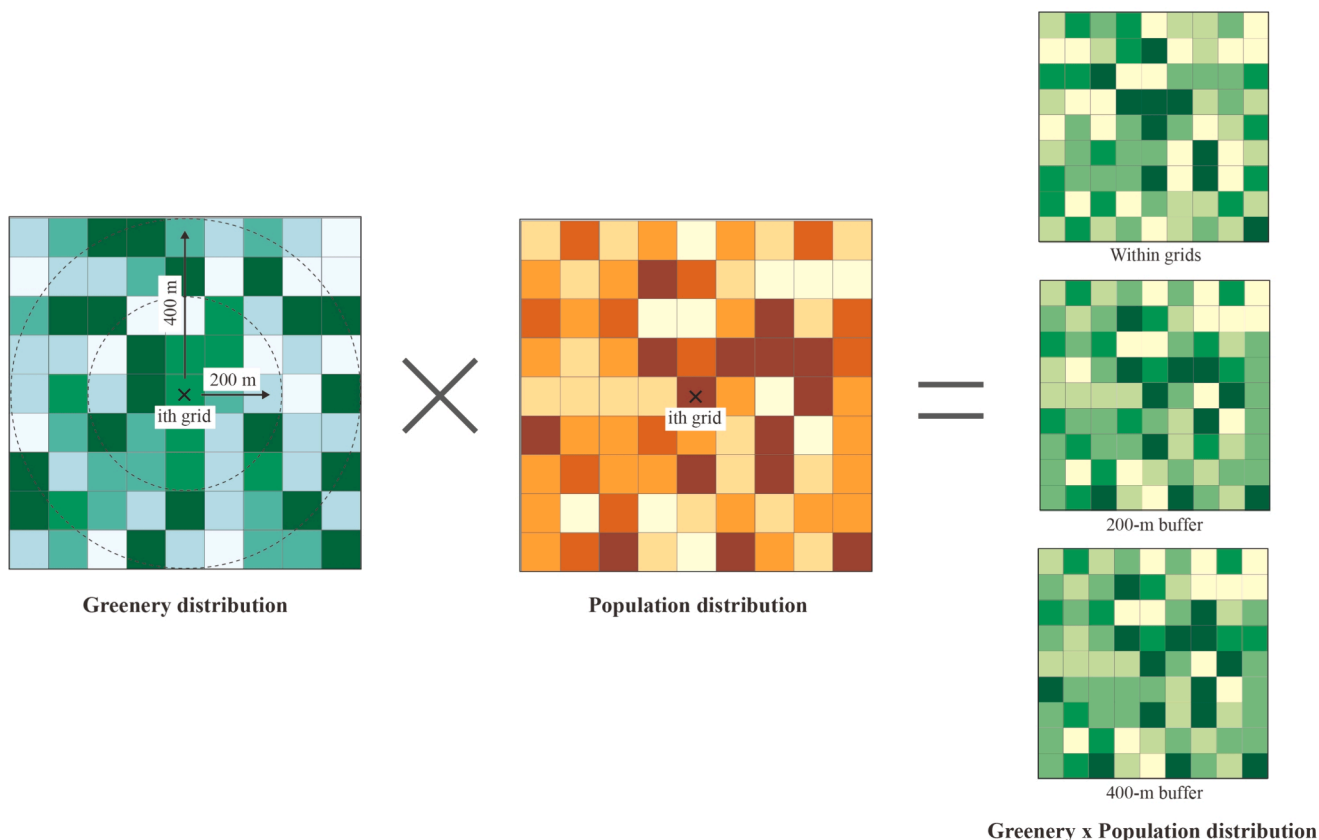 400 m
200 m
ith grid
Greenery distribution
ith grid
Population distribution
Within grids
200-m buffer
400-m buffer
Greenery x Population distribution